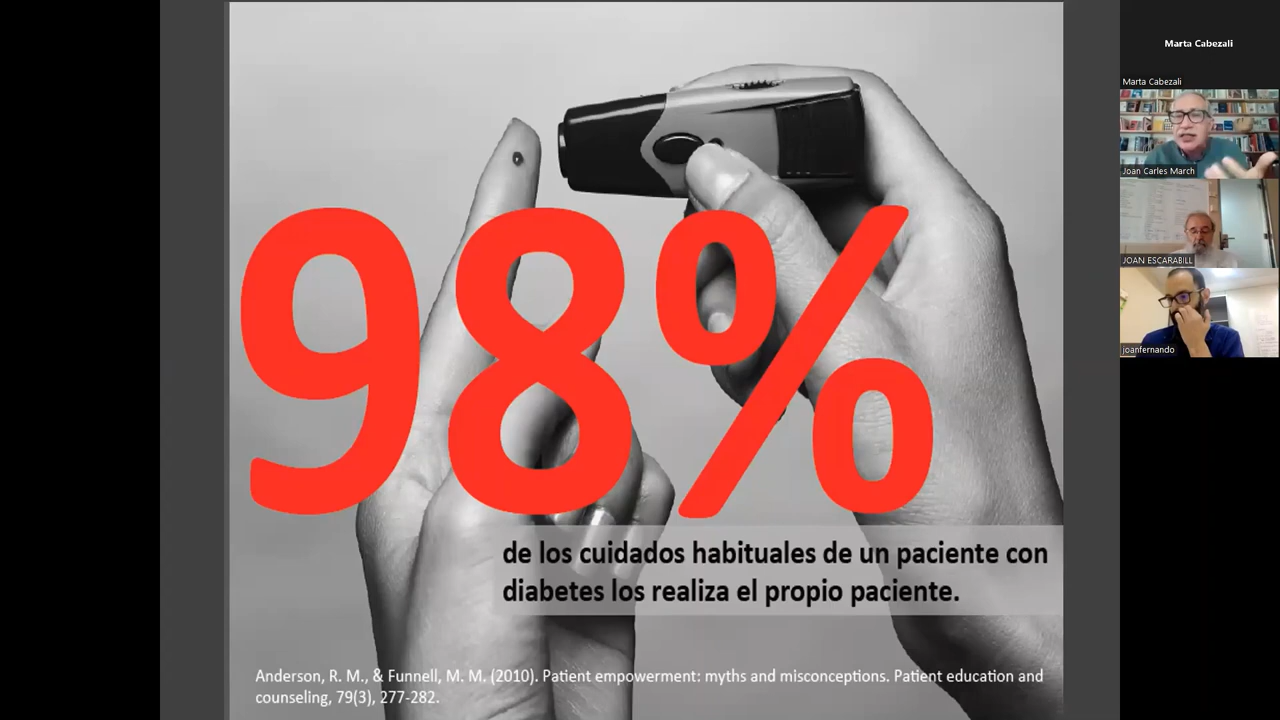 98%
de los cuidados habituales de un paciente con
diabetes los realiza el propio paciente.
Anderson, R. M., & Funnell, M. M. (2010). Patient empowerment: myths and misconceptions. Patient education and
counseling, 79(3), 277-282.
Marta Cabezali
Marta Cabezali
Joan Carles March
JOAN ESCARABILL
joanfernando